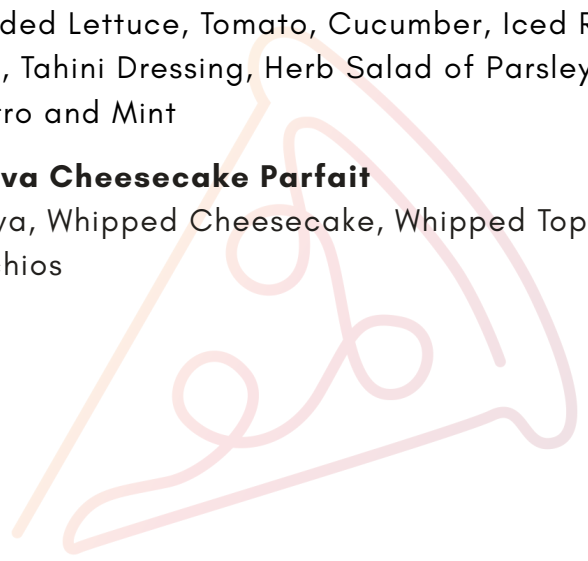 ded Lettuce, Tomato, Cucumber, Iced R
, Tahini Dressing, Herb Salad of Parsley
ro and Mint
va Cheesecake Parfait
va, Whipped Cheesecake, Whipped Top
hios